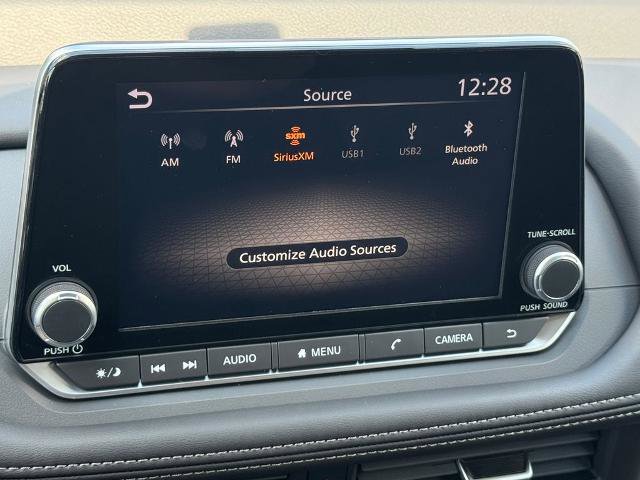 Source
12:28
AM
FM
sxm
SiriusXM
USB1
USB2
Bluetooth
Audio
Customize Audio Sources
VOL
PUSH
TUNE-SCROLL
PUSH SOUND
AUDIO
MENU
CAMERA